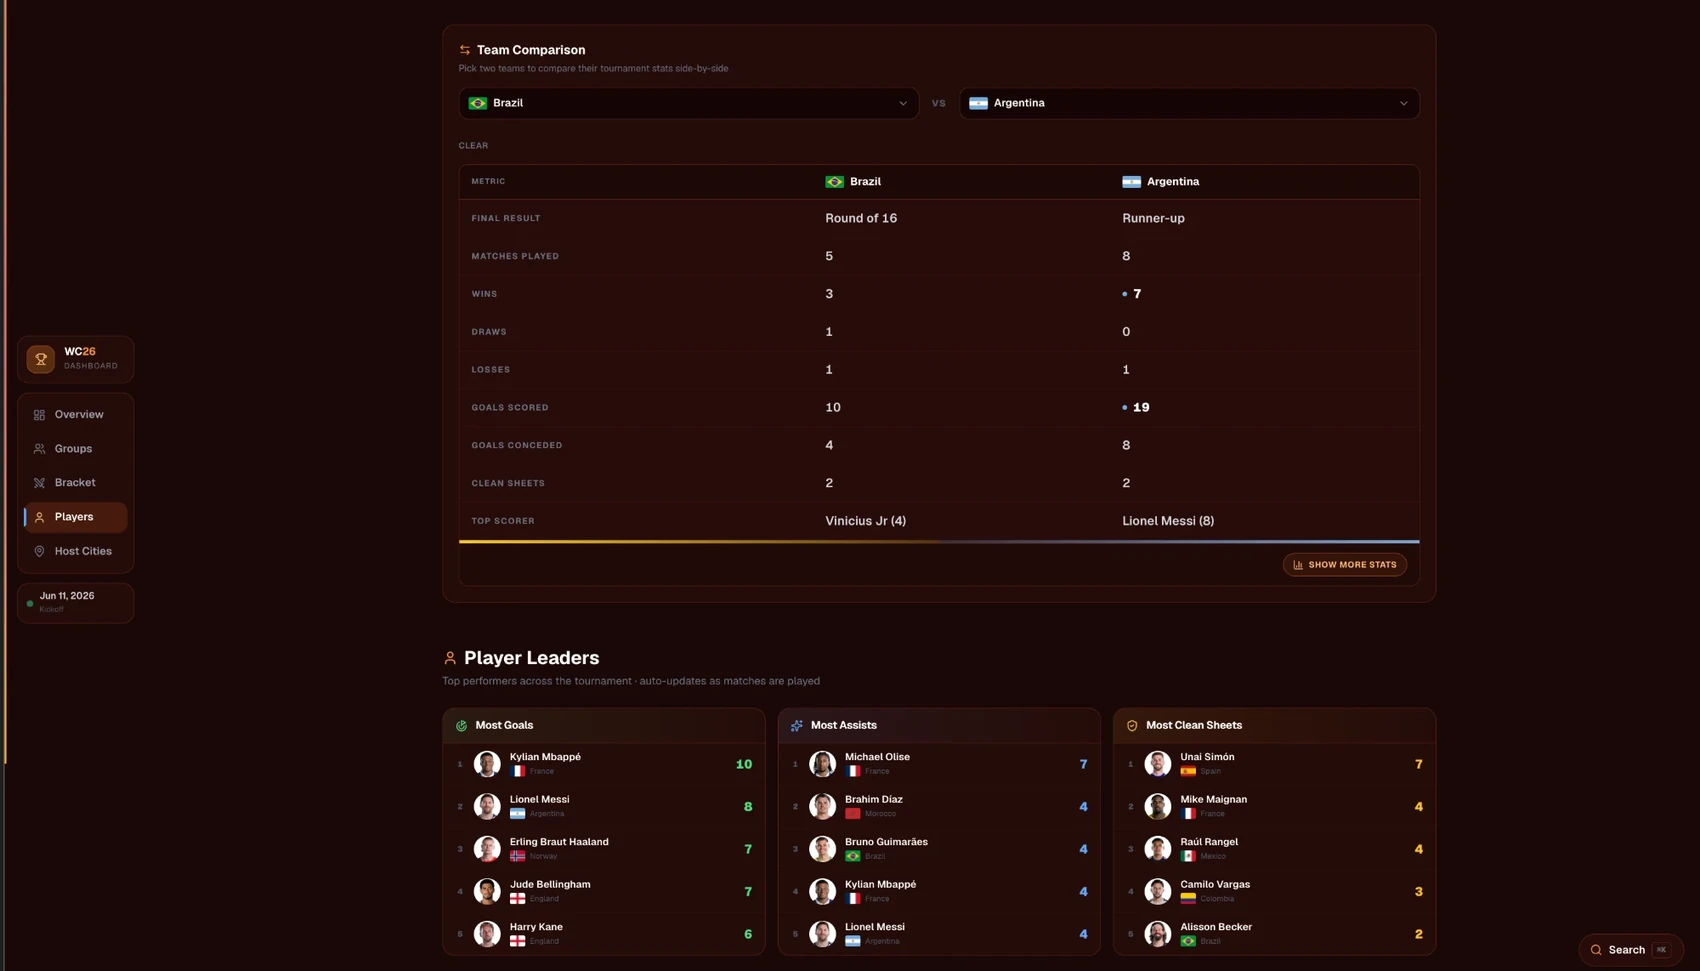 Team Comparison
Pick two teams to compare their tournament stats side-by-side
Brazil VS Argentina
CLEAR
METRIC Brazil Argentina
FINAL RESULT Round of 16 Runner-up
MATCHES PLAYED 5 8
WINS 3 7
DRAWS 1 0
LOSSES 1 1
GOALS SCORED 10 19
GOALS CONCEDED 4 8
CLEAN SHEETS 2 2
TOP SCORER Vinicius Jr (4) Lionel Messi (8)
SHOW MORE STATS
WC26
DASHBOARD
Overview
Groups
Bracket
Players
Host Cities
Jun 11, 2026
Kickoff
Player Leaders
Top performers across the tournament · auto-updates as matches are played
Most Goals
1 Kylian Mbappé 10
France
2 Lionel Messi 8
Argentina
3 Erling Braut Haaland 7
Norway
4 Jude Bellingham 7
England
5 Harry Kane 6
England
Most Assists
1 Michael Olise 7
France
2 Brahim Díaz 4
Morocco
3 Bruno Guimarães 4
Brazil
4 Kylian Mbappé 4
France
5 Lionel Messi 4
Argentina
Most Clean Sheets
1 Unai Simón 7
Spain
2 Mike Maignan 4
France
3 Raúl Rangel 4
Mexico
4 Camilo Vargas 3
Colombia
5 Alisson Becker 2
Brazil
Search ⌘K